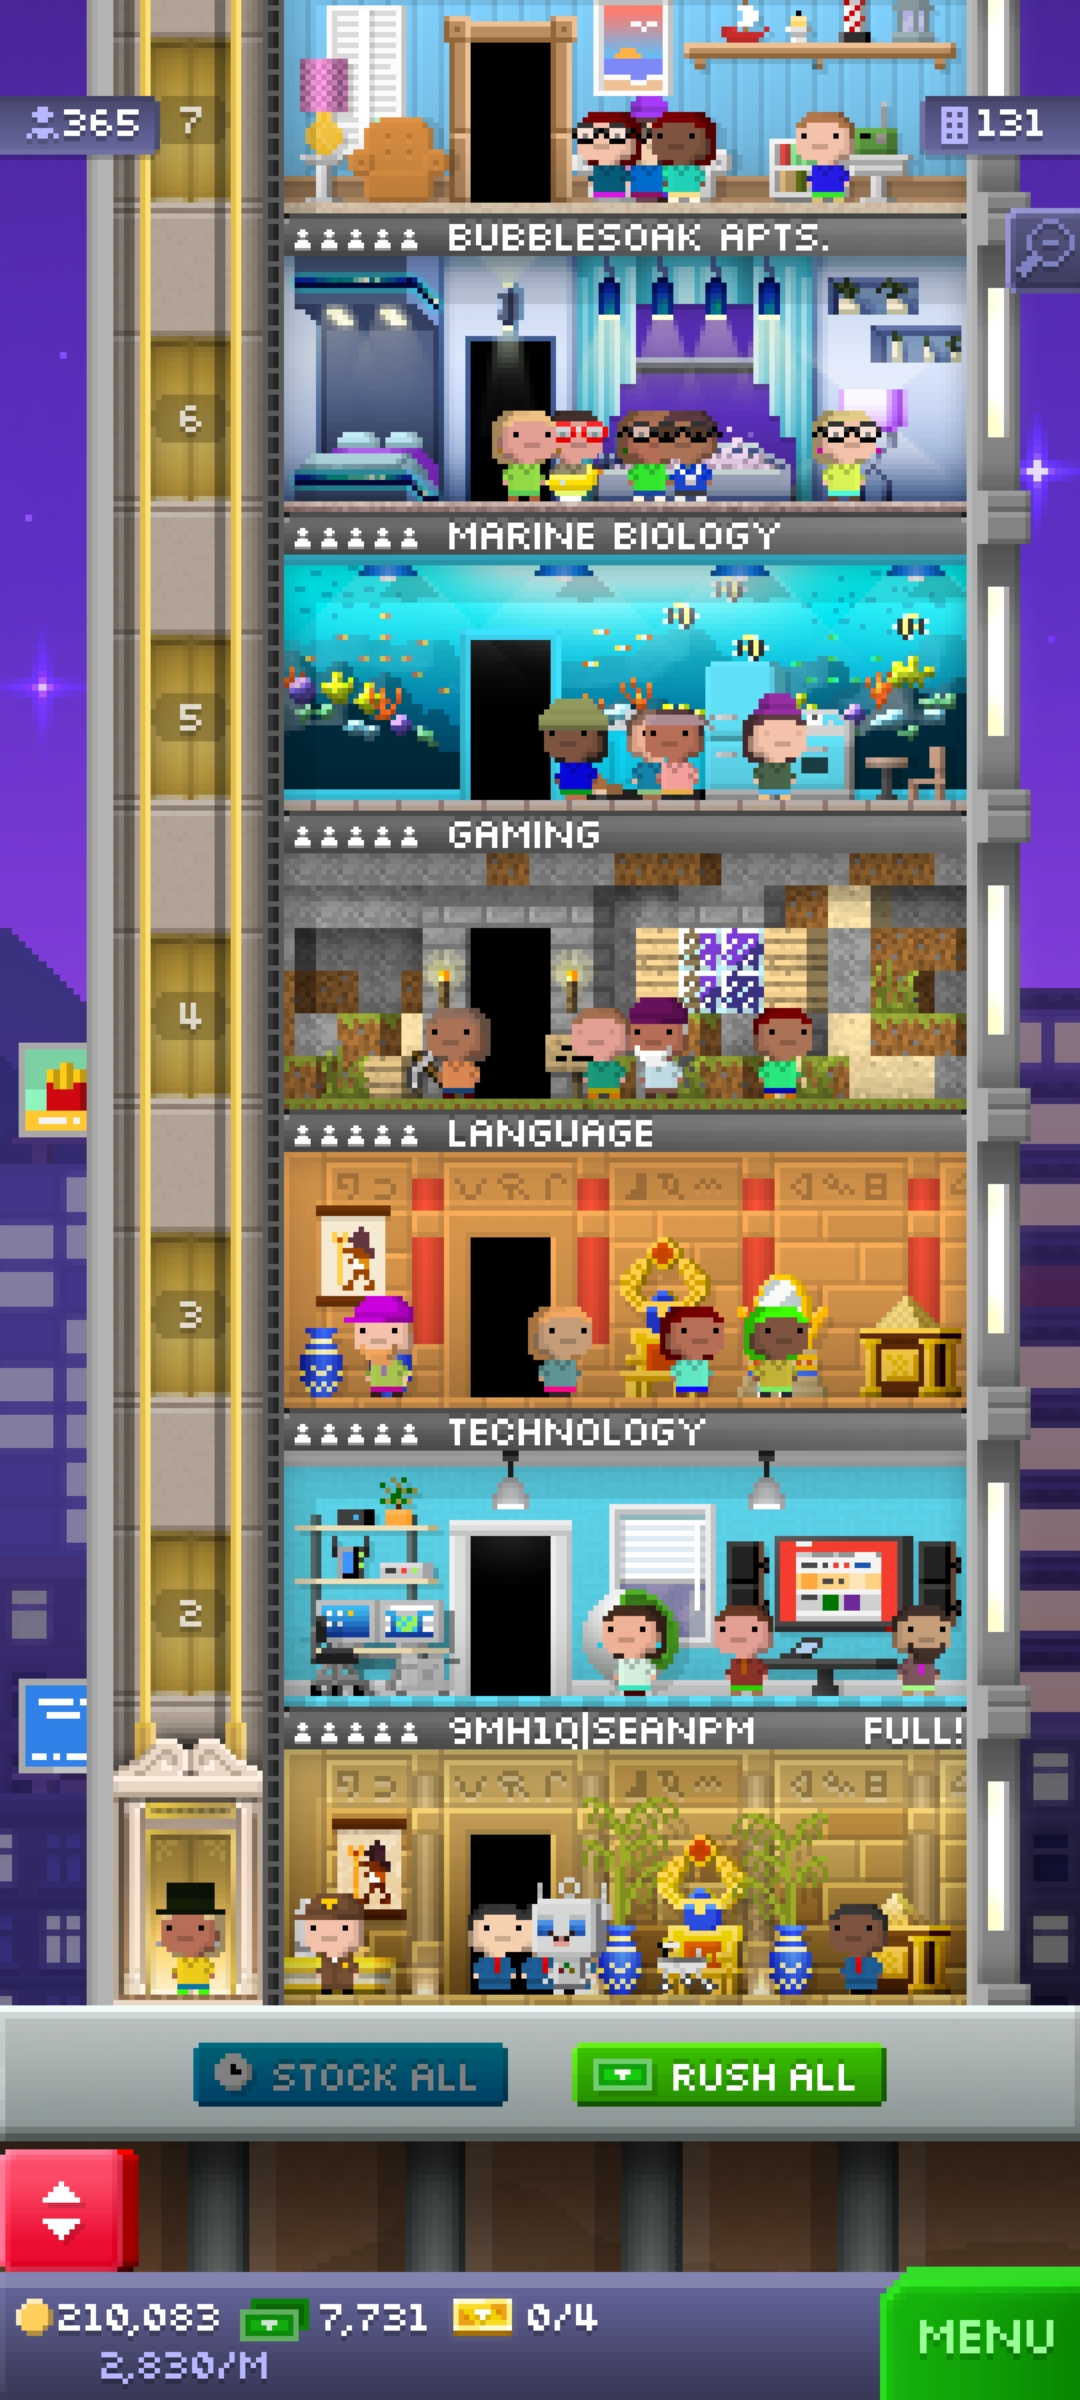 365
7
131
BUBBLESOAK APTS.
6
MARINE BIOLOGY
5
GAMING
4
LANGUAGE
3
TECHNOLOGY
2
9MH1Q|SEANPM FULL!
STOCK ALL
RUSH ALL
210,083 7,731 0/4
2,830/M
MENU